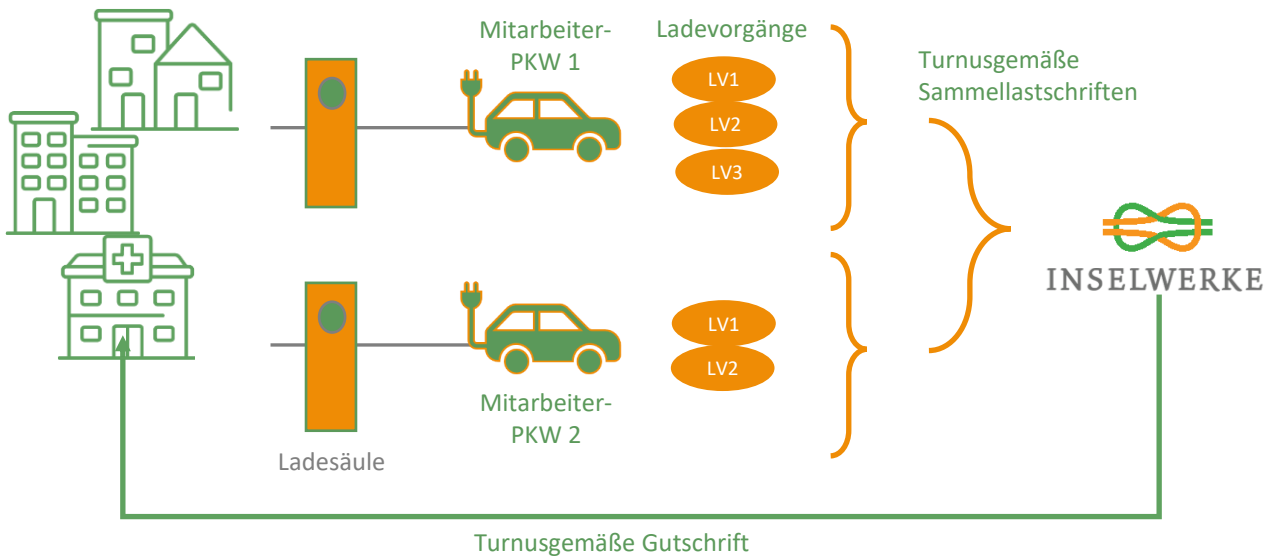 Mitarbeiter-
PKW 1
Ladevorgänge
LV1
LV2
LV3
Turnusgemäße
Sammellastschriften
INSELWERKE
LV1
LV2
Mitarbeiter-
PKW 2
Ladesäule
Turnusgemäße Gutschrift